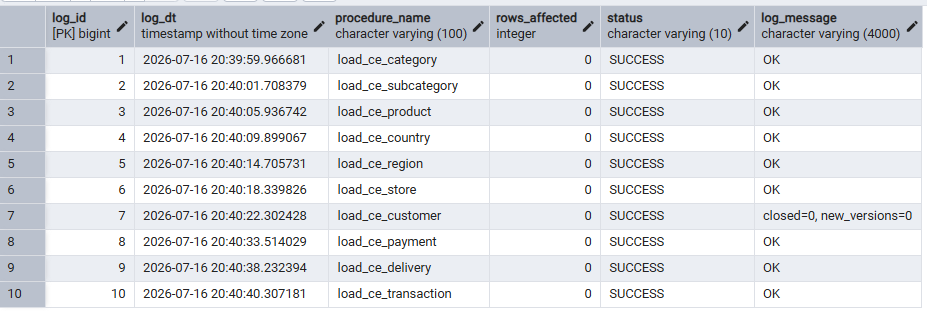 log_id log_dt procedure_name rows_affected status log_message
[PK] bigint timestamp without time zone character varying (100) integer character varying (10) character varying (4000)
1 1 2026-07-16 20:39:59.966681 load_ce_category 0 SUCCESS OK
2 2 2026-07-16 20:40:01.708379 load_ce_subcategory 0 SUCCESS OK
3 3 2026-07-16 20:40:05.936742 load_ce_product 0 SUCCESS OK
4 4 2026-07-16 20:40:09.899067 load_ce_country 0 SUCCESS OK
5 5 2026-07-16 20:40:14.705731 load_ce_region 0 SUCCESS OK
6 6 2026-07-16 20:40:18.339826 load_ce_store 0 SUCCESS OK
7 7 2026-07-16 20:40:22.302428 load_ce_customer 0 SUCCESS closed=0, new_versions=0
8 8 2026-07-16 20:40:33.514029 load_ce_payment 0 SUCCESS OK
9 9 2026-07-16 20:40:38.232394 load_ce_delivery 0 SUCCESS OK
10 10 2026-07-16 20:40:40.307181 load_ce_transaction 0 SUCCESS OK